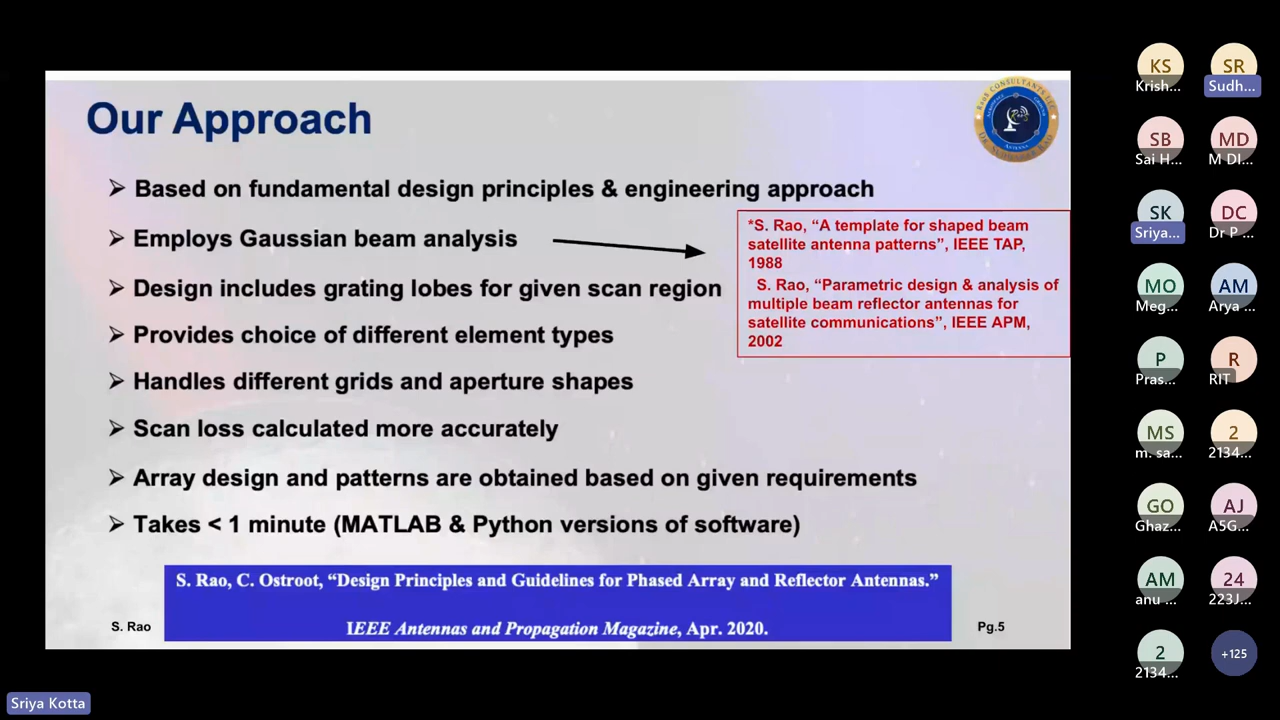 Our Approach
➢ Based on fundamental design principles & engineering approach
➢ Employs Gaussian beam analysis
➢ Design includes grating lobes for given scan region
➢ Provides choice of different element types
➢ Handles different grids and aperture shapes
➢ Scan loss calculated more accurately
➢ Array design and patterns are obtained based on given requirements
➢ Takes < 1 minute (MATLAB & Python versions of software)
*S. Rao, “A template for shaped beam
satellite antenna patterns”, IEEE TAP,
1988
S. Rao, “Parametric design & analysis of
multiple beam reflector antennas for
satellite communications”, IEEE APM,
2002
S. Rao, C. Ostroot, “Design Principles and Guidelines for Phased Array and Reflector Antennas.”
IEEE Antennas and Propagation Magazine, Apr. 2020.
S. Rao
Pg.5
KS
Krish...
SR
Sudh...
SB
Sai H...
MD
M DI...
SK
Sriya...
DC
Dr P ...
MO
Meg...
AM
Arya ...
P
Pras...
R
RIT
MS
m. sa...
2
2134...
GO
Ghaz...
AJ
A5G...
AM
anu ...
24
223J...
2
2134...
+125
Sriya Kotta